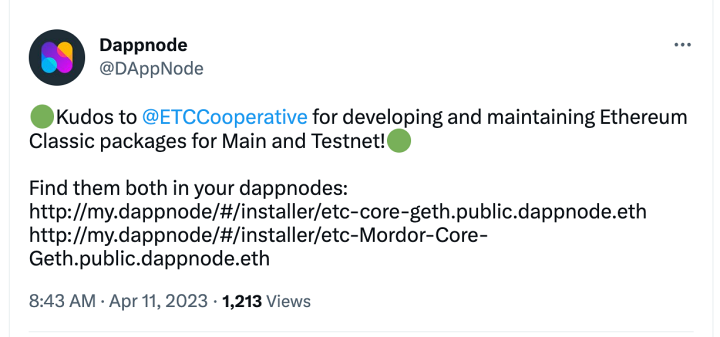 Dappnode
@DAppNode
🟢Kudos to @ETCCooperative for developing and maintaining Ethereum
Classic packages for Main and Testnet!🟢
Find them both in your dappnodes:
http://my.dappnode/#/installer/etc-core-geth.public.dappnode.eth
http://my.dappnode/#/installer/etc-Mordor-Core-
Geth.public.dappnode.eth
8:43 AM · Apr 11, 2023 · 1,213 Views